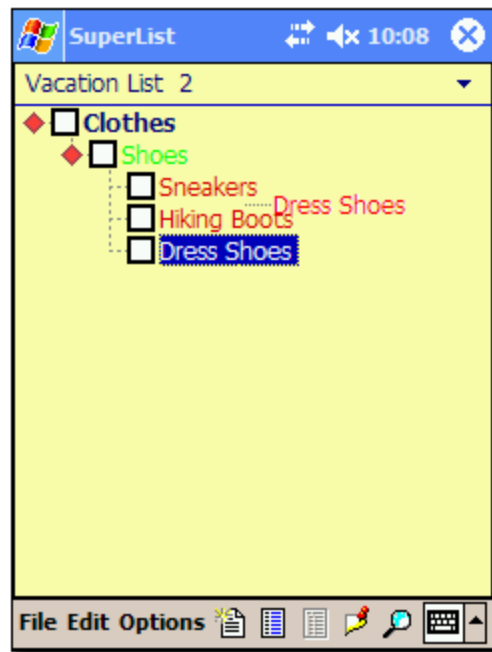 SuperList 10:08
Vacation List 2
Clothes
Shoes
Sneakers
Dress Shoes
Hiking Boots
Dress Shoes
File Edit Options